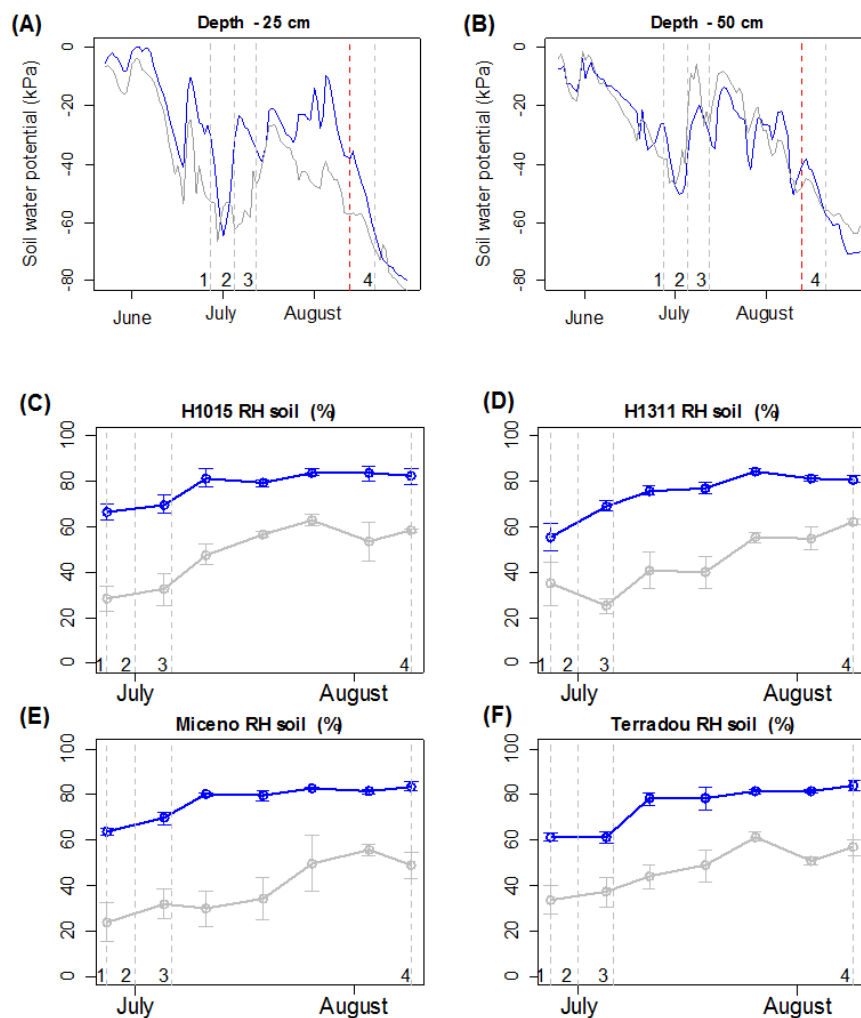 (A)
Depth - 25 cm
Soil water potential (kPa)
0
-20
-40
-60
-80
1
2
3
4
June
July
August
(B)
Depth - 50 cm
Soil water potential (kPa)
0
-20
-40
-60
-80
1
2
3
4
June
July
August
(C)
H1015 RH soil (%)
100
80
60
40
20
0
1
2
3
4
July
August
(D)
H1311 RH soil (%)
100
80
60
40
20
0
1
2
3
4
July
August
(E)
Miceno RH soil (%)
100
80
60
40
20
0
1
2
3
4
July
August
(F)
Terradou RH soil (%)
100
80
60
40
20
0
1
2
3
4
July
August